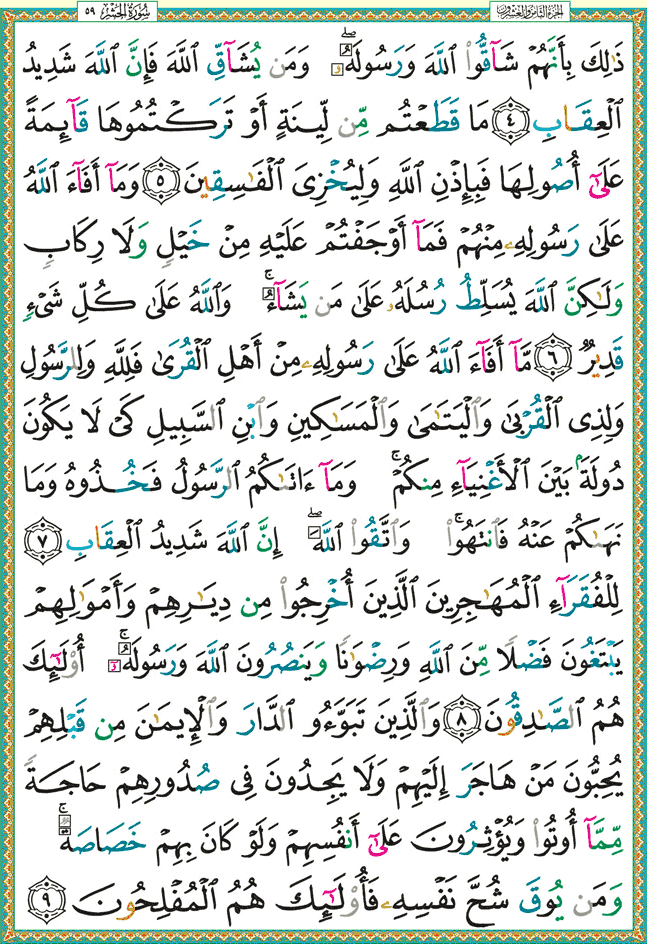 الجزء الثامن والعشرون
سُورَةُ الحَشْرِ ٥٩
ذَٰلِكَ بِأَنَّهُمْ شَآقُّوا۟ ٱللَّهَ وَرَسُولَهُۥ ۖ وَمَن يُشَآقِّ ٱللَّهَ فَإِنَّ ٱللَّهَ شَدِيدُ
ٱلْعِقَابِ ٤ مَا قَطَعْتُم مِّن لِّينَةٍ أَوْ تَرَكْتُمُوهَا قَآئِمَةً
عَلَىٰٓ أُصُولِهَا فَبِإِذْنِ ٱللَّهِ وَلِيُخْزِىَ ٱلْفَـٰسِقِينَ ٥ وَمَآ أَفَآءَ ٱللَّهُ
عَلَىٰ رَسُولِهِۦ مِنْهُمْ فَمَآ أَوْجَفْتُمْ عَلَيْهِ مِنْ خَيْلٍ وَلَا رِكَابٍ
وَلَـٰكِنَّ ٱللَّهَ يُسَلِّطُ رُسُلَهُۥ عَلَىٰ مَن يَشَآءُ ۚ وَٱللَّهُ عَلَىٰ كُلِّ شَىْءٍ
قَدِيرٌ ٦ مَّآ أَفَآءَ ٱللَّهُ عَلَىٰ رَسُولِهِۦ مِنْ أَهْلِ ٱلْقُرَىٰ فَلِلَّهِ وَلِلرَّسُولِ
وَلِذِى ٱلْقُرْبَىٰ وَٱلْيَتَـٰمَىٰ وَٱلْمَسَـٰكِينِ وَٱبْنِ ٱلسَّبِيلِ كَىْ لَا يَكُونَ
دُولَةًۢ بَيْنَ ٱلْأَغْنِيَآءِ مِنكُمْ ۚ وَمَآ ءَاتَىٰكُمُ ٱلرَّسُولُ فَخُذُوهُ وَمَا
نَهَىٰكُمْ عَنْهُ فَٱنتَهُوا۟ ۚ وَٱتَّقُوا۟ ٱللَّهَ ۖ إِنَّ ٱللَّهَ شَدِيدُ ٱلْعِقَابِ ٧
لِلْفُقَرَآءِ ٱلْمُهَـٰجِرِينَ ٱلَّذِينَ أُخْرِجُوا۟ مِن دِيَـٰرِهِمْ وَأَمْوَٰلِهِمْ
يَبْتَغُونَ فَضْلًا مِّنَ ٱللَّهِ وَرِضْوَٰنًا وَيَنصُرُونَ ٱللَّهَ وَرَسُولَهُۥٓ ۚ أُو۟لَـٰٓئِكَ
هُمُ ٱلصَّـٰدِقُونَ ٨ وَٱلَّذِينَ تَبَوَّءُو ٱلدَّارَ وَٱلْإِيمَـٰنَ مِن قَبْلِهِمْ
يُحِبُّونَ مَنْ هَاجَرَ إِلَيْهِمْ وَلَا يَجِدُونَ فِى صُدُورِهِمْ حَاجَةً
مِّمَّآ أُوتُوا۟ وَيُؤْثِرُونَ عَلَىٰٓ أَنفُسِهِمْ وَلَوْ كَانَ بِهِمْ خَصَاصَةٌ ۚ
وَمَن يُوقَ شُحَّ نَفْسِهِۦ فَأُو۟لَـٰٓئِكَ هُمُ ٱلْمُفْلِحُونَ ٩